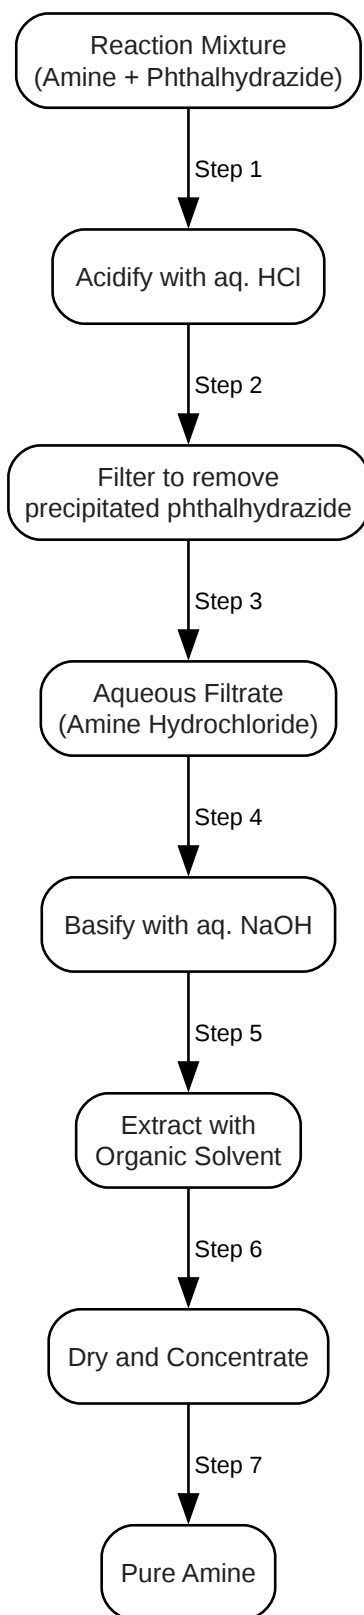 Reaction Mixture
(Amine + Phthalhydrazide)
Step 1
Acidify with aq. HCl
Step 2
Filter to remove
precipitated phthalhydrazide
Step 3
Aqueous Filtrate
(Amine Hydrochloride)
Step 4
Basify with aq. NaOH
Step 5
Extract with
Organic Solvent
Step 6
Dry and Concentrate
Step 7
Pure Amine